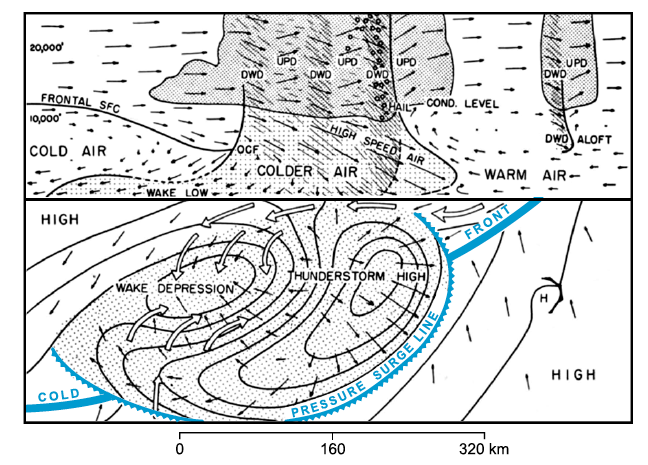 20,000'
UPD
UPD
UPD
UPD
DWD
DWD
DWD
DWD
FRONTAL SFC
HAIL
COND. LEVEL
10,000'
HIGH SPEED AIR
DWD ALOFT
COLD AIR
OCF
COLDER AIR
WARM AIR
WAKE LOW
HIGH
FRONT
WAKE DEPRESSION
HUNDERSTORM HIGH
H
PRESSURE SURGE LINE
HIGH
COLD
0
160
320 km